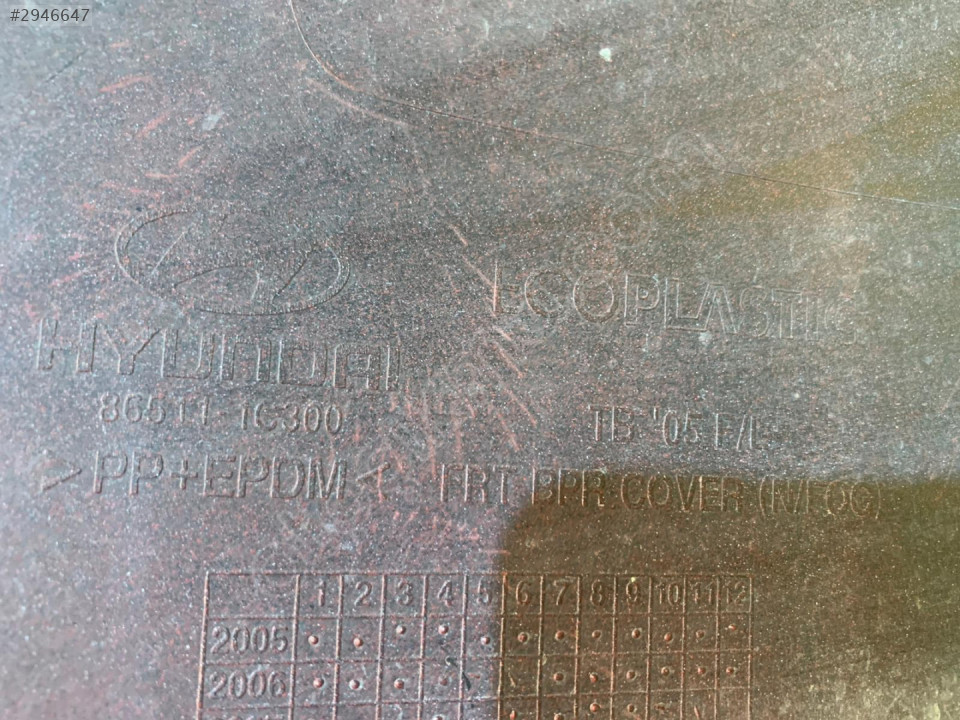 #2946647
HYUNDAI
ECOPLASTIC
86511-1C300
TB '05 F/L
>PP+EPDM<
FRT BPR COVER (W/FOG)
1 2 3 4 5 6 7 8 9 10 11 12
2005
2006